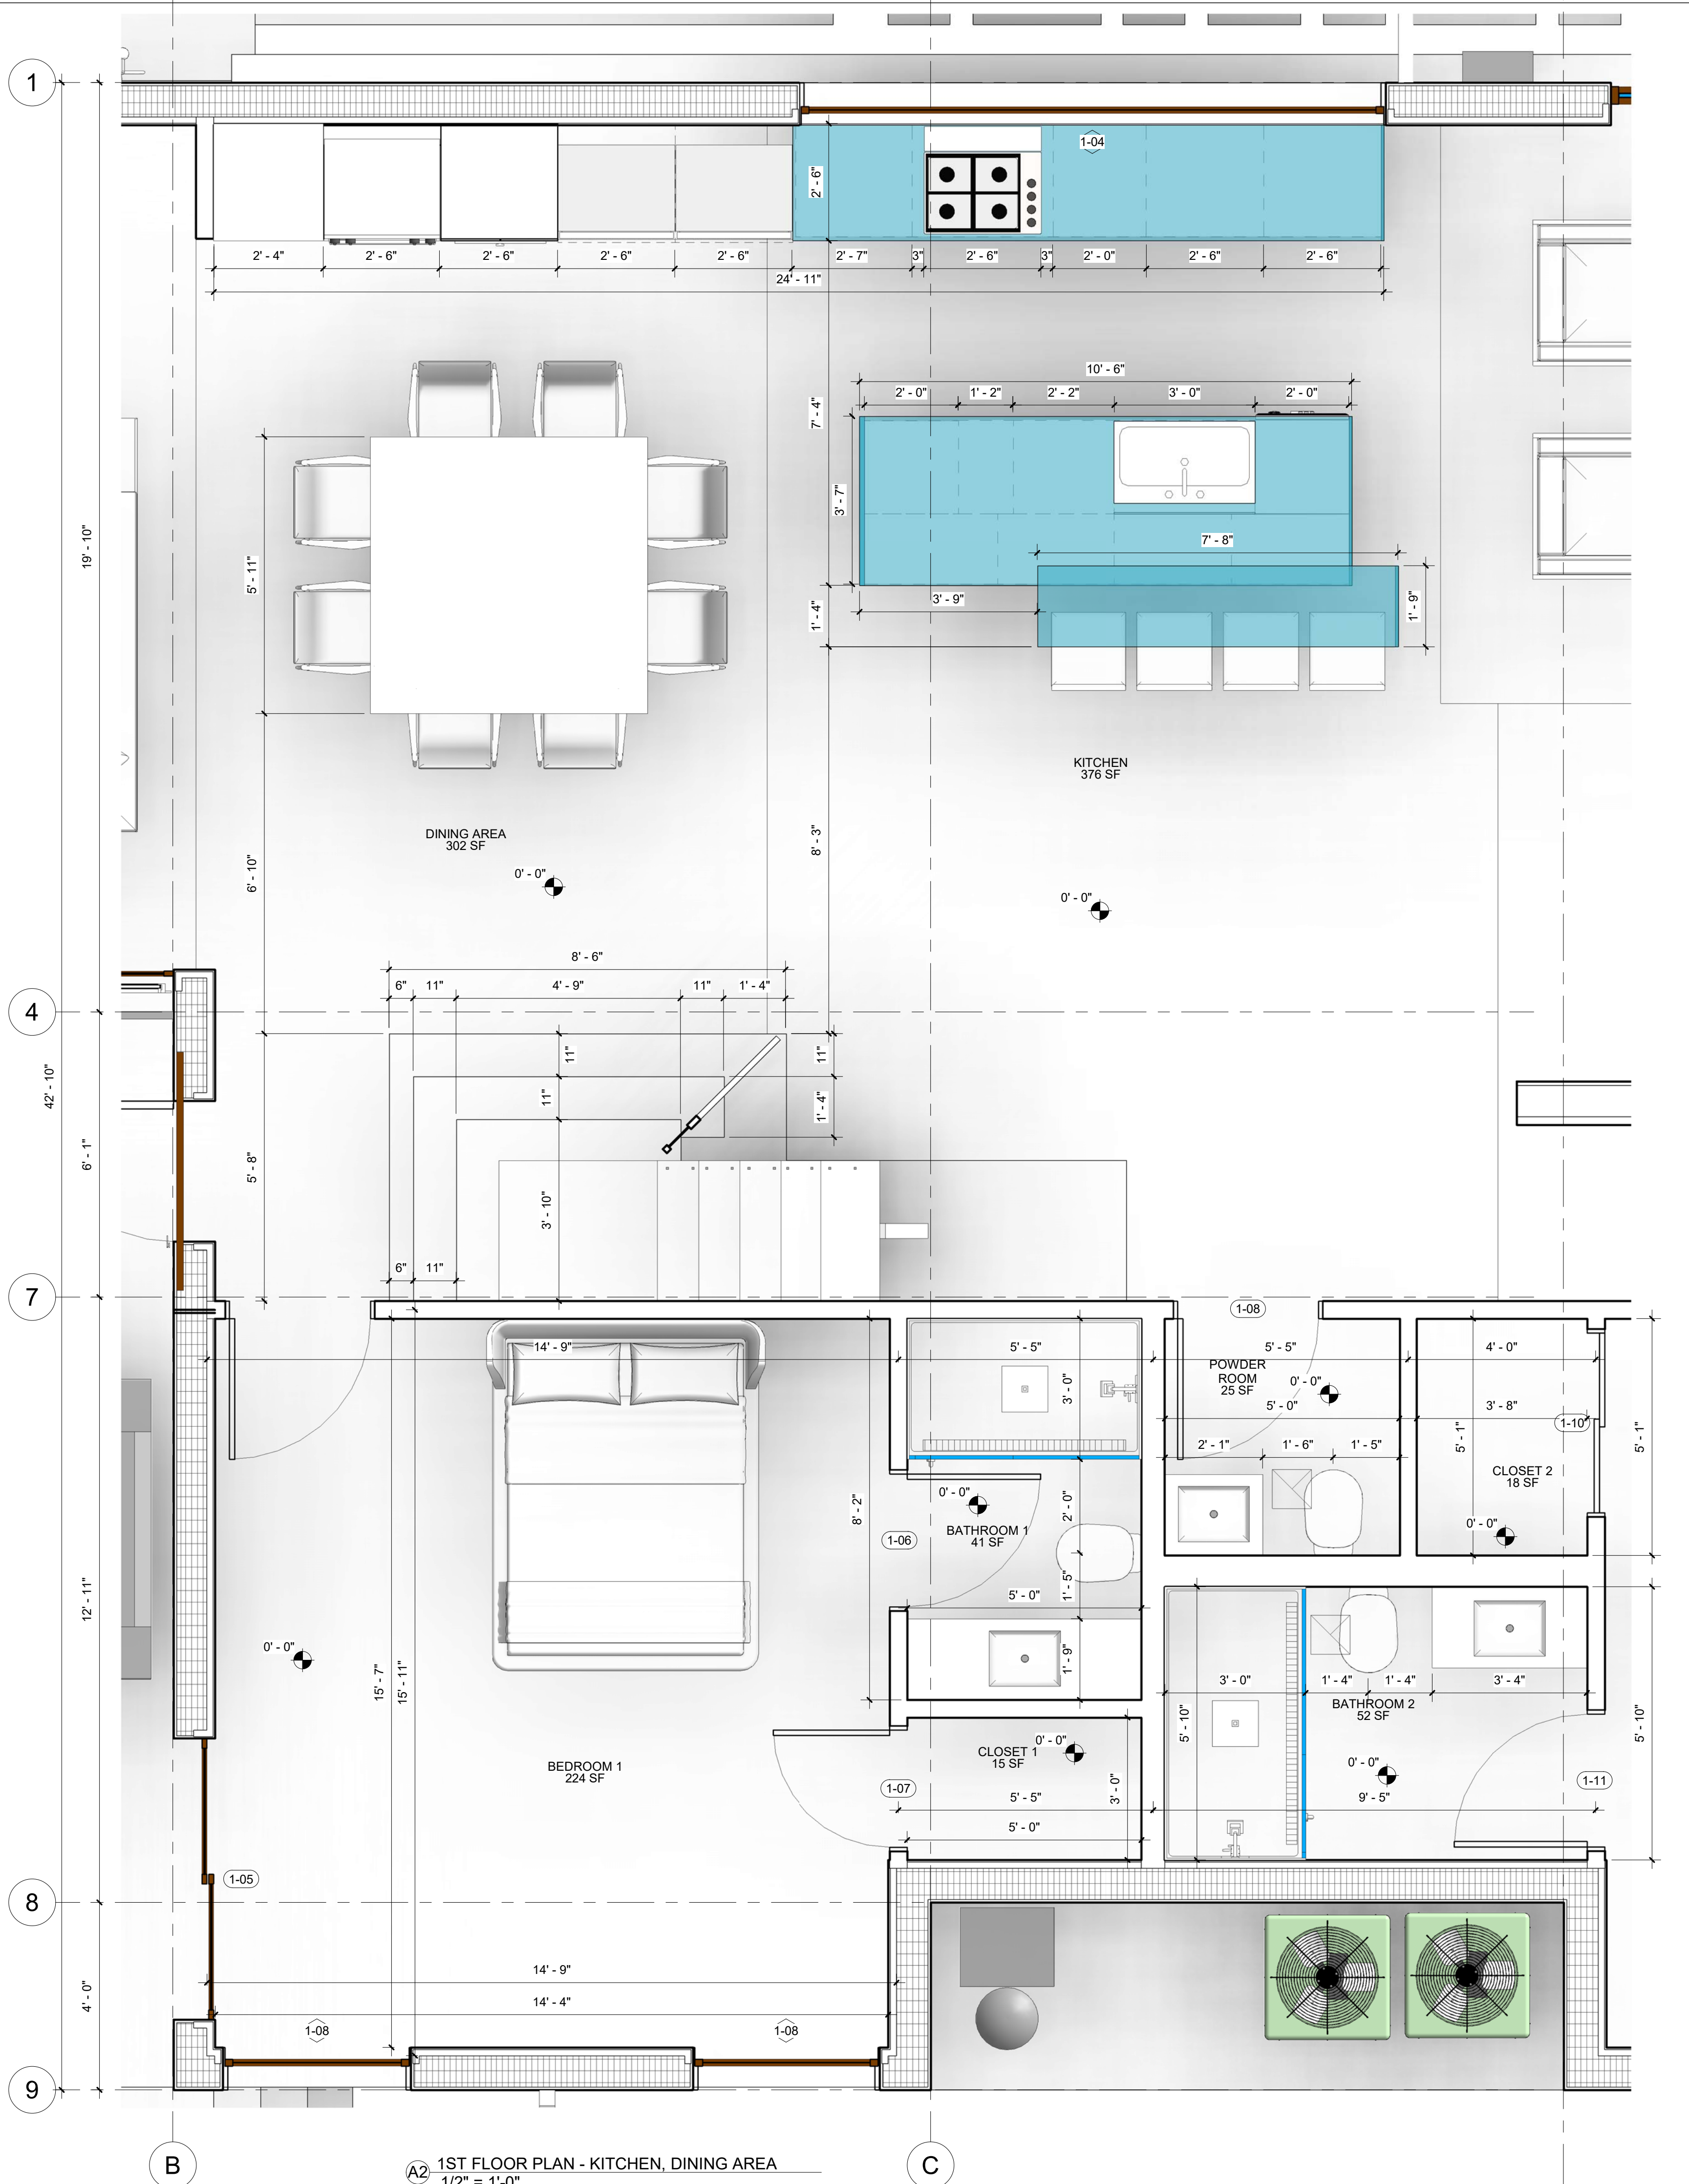 1
1-04
2' - 6"
2' - 4"
2' - 6"
2' - 6"
2' - 6"
2' - 6"
2' - 7"
3"
2' - 6"
3"
2' - 0"
2' - 6"
2' - 6"
24' - 11"
10' - 6"
2' - 0"
1' - 2"
2' - 2"
3' - 0"
2' - 0"
7' - 4"
3' - 7"
19' - 10"
5' - 11"
7' - 8"
3' - 9"
1' - 4"
1' - 9"
KITCHEN
376 SF
DINING AREA
302 SF
8' - 3"
6' - 10"
0' - 0"
0' - 0"
8' - 6"
6"
11"
4' - 9"
11"
1' - 4"
4
11"
11"
11"
1' - 4"
42' - 10"
6' - 1"
5' - 8"
3' - 10"
6"
11"
7
1-08
14' - 9"
5' - 5"
5' - 5"
4' - 0"
POWDER
ROOM
25 SF
0' - 0"
3' - 0"
5' - 0"
3' - 8"
1-10
2' - 1"
1' - 6"
1' - 5"
5' - 1"
5' - 1"
CLOSET 2
18 SF
0' - 0"
8' - 2"
0' - 0"
2' - 0"
BATHROOM 1
41 SF
1-06
1' - 5"
5' - 0"
12' - 11"
0' - 0"
15' - 7"
15' - 11"
1' - 9"
3' - 0"
1' - 4"
1' - 4"
3' - 4"
BATHROOM 2
52 SF
5' - 10"
5' - 10"
0' - 0"
CLOSET 1
15 SF
0' - 0"
BEDROOM 1
224 SF
1-07
3' - 0"
1-11
5' - 5"
9' - 5"
5' - 0"
1-05
8
14' - 9"
4' - 0"
14' - 4"
1-08
1-08
9
B
C
A2
1ST FLOOR PLAN - KITCHEN, DINING AREA
1/2" = 1'-0"